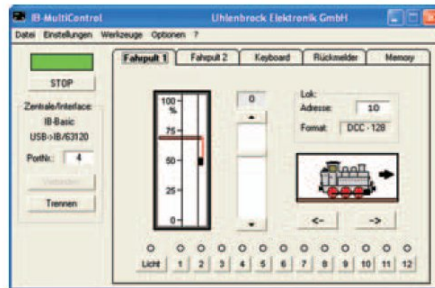 IB-MultiControl Uhlenbrock Elektronik GmbH
Datei Einstellungen Werkzeuge Optionen ?
Fahrpult 1 Fahrpult 2 Keyboard Rückmelder Memory
STOP
Zentrale/Interface:
IB-Basic
USB->IB/63120
PortNr.: 4
Verbinden
Trennen
100-
%
75-
50-
25-
0-
0
Lok:
Adresse: 10
Format: DCC - 128
<- ->
Licht 1 2 3 4 5 6 7 8 9 10 11 12